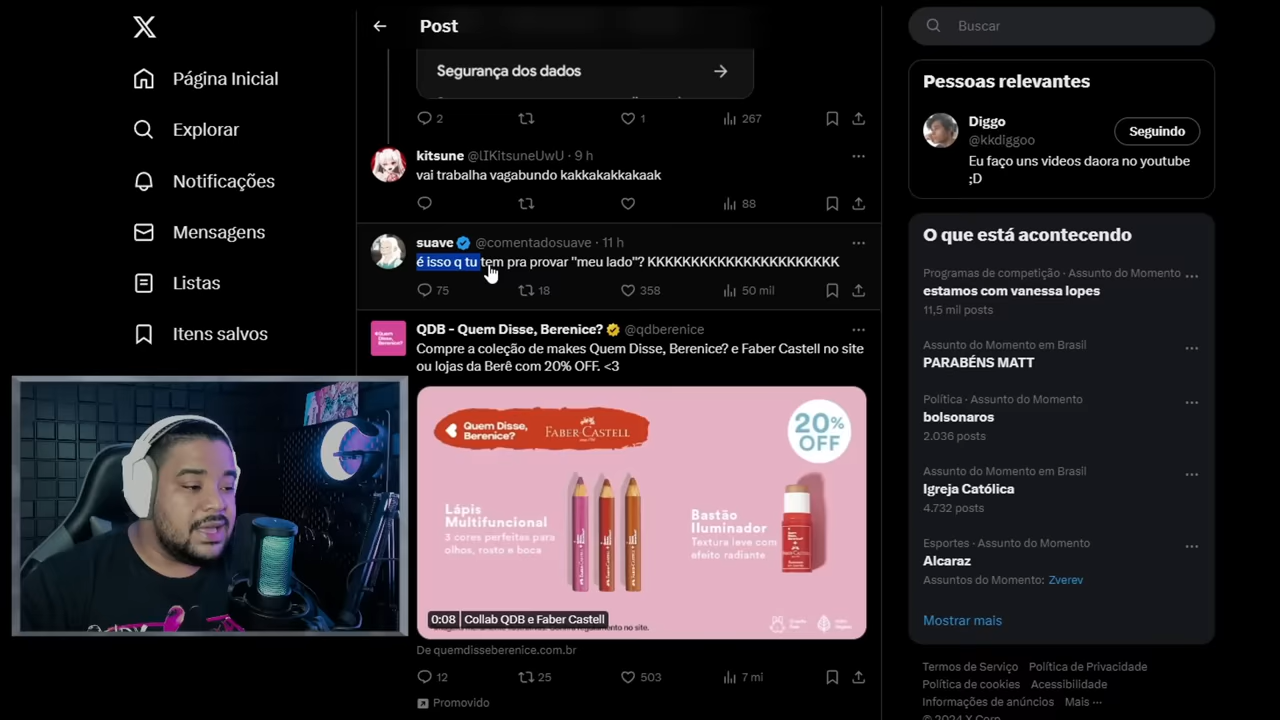 Página Inicial
Explorar
Notificações
Mensagens
Listas
Itens salvos
Post
Segurança dos dados
2
1
267
kitsune @lIKitsuneUwU · 9 h
vai trabalha vagabundo kakkakakkakaak
88
suave @comentadosuave · 11 h
é isso q tu tem pra provar "meu lado"? KKKKKKKKKKKKKKKKKKKKKK
75
18
358
50 mil
QDB - Quem Disse, Berenice? @qdberenice
Compre a coleção de makes Quem Disse, Berenice? e Faber Castell no site
ou lojas da Berê com 20% OFF. <3
Quem Disse,
Berenice?
FABER-CASTELL
20%
OFF
Lápis
Multifuncional
3 cores perfeitas para
olhos, rosto e boca
Bastão
Iluminador
Textura leve com
efeito radiante
0:08 | Collab QDB e Faber Castell
no site.
De quemdisseberenice.com.br
12
25
503
7 mi
Promovido
Buscar
Pessoas relevantes
Diggo
@kkdiggoo
Seguindo
Eu faço uns videos daora no youtube
;D
O que está acontecendo
Programas de competição · Assunto do Momento
estamos com vanessa lopes
11,5 mil posts
Assunto do Momento em Brasil
PARABÉNS MATT
Política · Assunto do Momento
bolsonaros
2.036 posts
Assunto do Momento em Brasil
Igreja Católica
4.732 posts
Esportes · Assunto do Momento
Alcaraz
Assuntos do Momento: Zverev
Mostrar mais
Termos de Serviço Política de Privacidade
Política de cookies Acessibilidade
Informações de anúncios Mais ···
© 2024 X Corp.